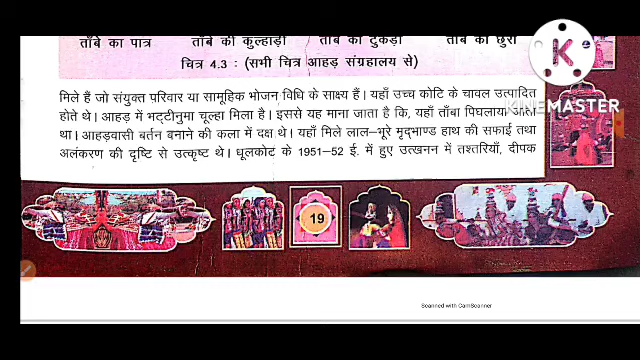 ताँबे का पात्र ताँबे की कुल्हाड़ी ताँबे का टुकड़ा ताँबे की छुरी
चित्र 4.3 : (सभी चित्र आहड़ संग्रहालय से)
मिले हैं जो संयुक्त परिवार या सामूहिक भोजन विधि के साक्ष्य हैं। यहाँ उच्च कोटि के चावल उत्पादित
होते थे। आहड़ में भट्टीनुमा चूल्हा मिला है। इससे यह माना जाता है कि, यहाँ ताँबा पिघलाया जाता
था। आहड़वासी बर्तन बनाने की कला में दक्ष थे। यहाँ मिले लाल–भूरे मृद्भाण्ड हाथ की सफाई तथा
अलंकरण की दृष्टि से उत्कृष्ट थे। धूलकोट के 1951–52 ई. में हुए उत्खनन में तश्तरियाँ, दीपक
19
Scanned with CamScanner
K
KINEMASTER